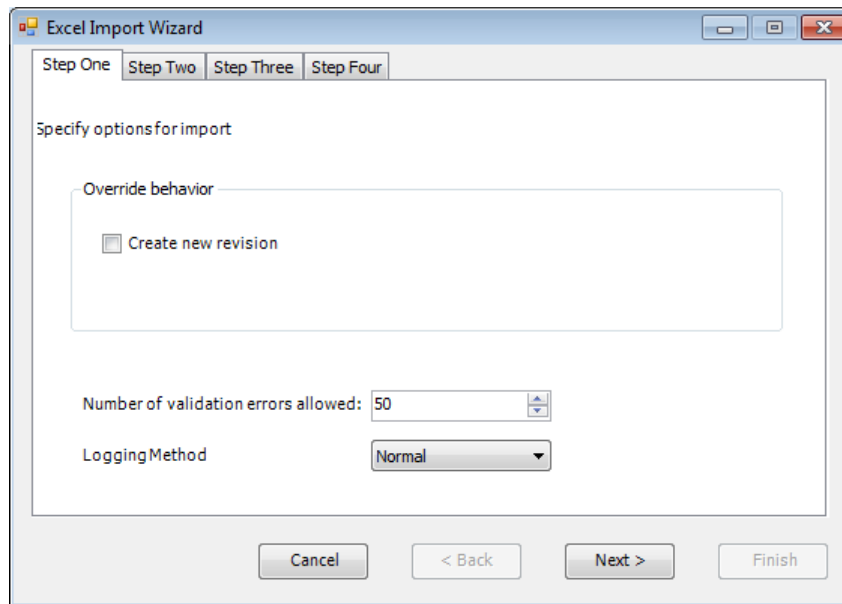 Excel Import Wizard
Step One Step Two Step Three Step Four
Specify options for import
Override behavior
Create new revision
Number of validation errors allowed: 50
Logging Method Normal
Cancel < Back Next > Finish